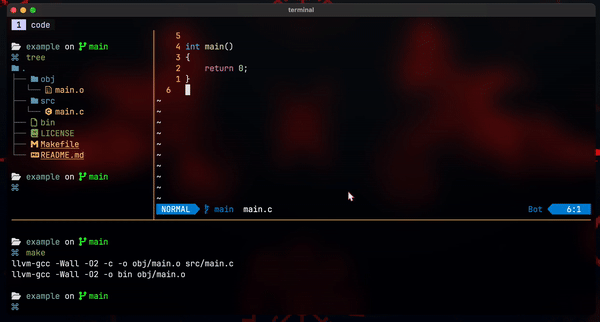 terminal
1 code
example on main
tree
.
obj
main.o
src
main.c
bin
LICENSE
Makefile
README.md
example on main
5
4 int main()
3 {
2 return 0;
1 }
6
~
~
~
~
~
~
~
~
~
~
NORMAL main main.c Bot 6:1
example on main
make
llvm-gcc -Wall -O2 -c -o obj/main.o src/main.c
llvm-gcc -Wall -O2 -o bin obj/main.o
example on main